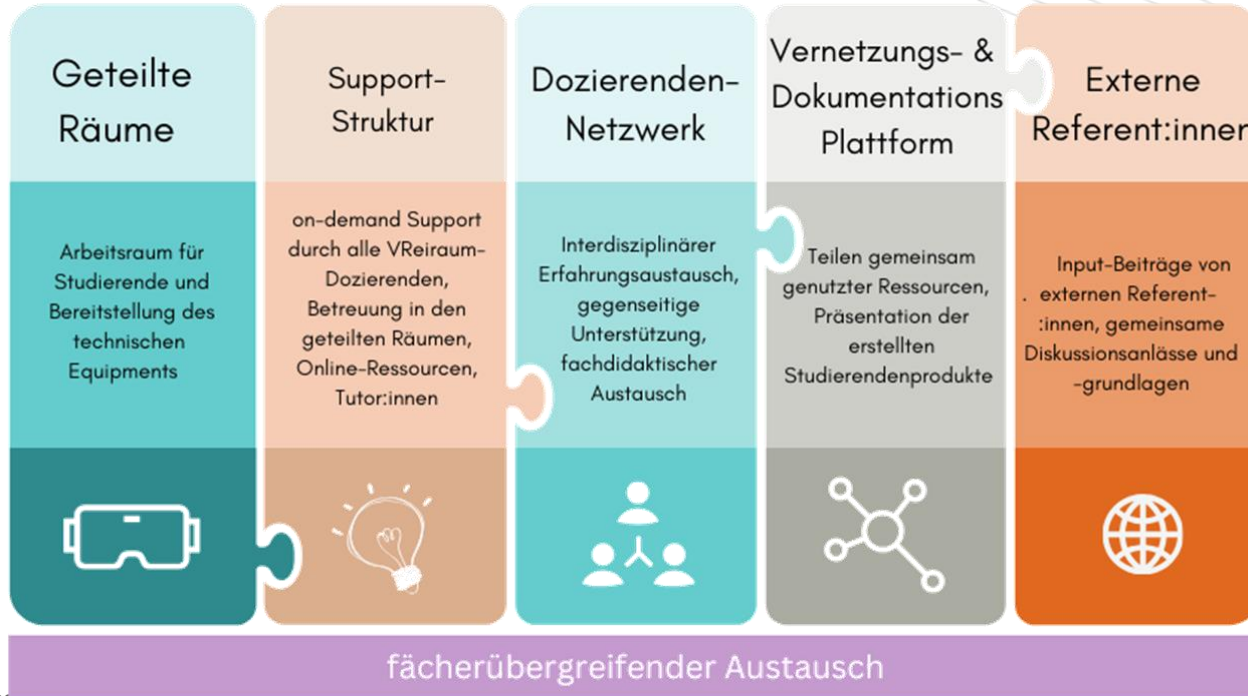 Geteilte
Räume
Arbeitsraum für
Studierende und
Bereitstellung des
technischen
Equipments
Support-
Struktur
on-demand Support
durch alle VReiraum-
Dozierenden,
Betreuung in den
geteilten Räumen,
Online-Ressourcen,
Tutor:innen
Dozierenden-
Netzwerk
Interdisziplinärer
Erfahrungsaustausch,
gegenseitige
Unterstützung,
fachdidaktischer
Austausch
Vernetzungs- &
Dokumentations
Plattform
Teilen gemeinsam
genutzter Ressourcen,
Präsentation der
erstellten
Studierendenprodukte
Externe
Referent:innen
Input-Beiträge von
. externen Referent-
:innen, gemeinsame
Diskussionsanlässe und
-grundlagen
fächerübergreifender Austausch